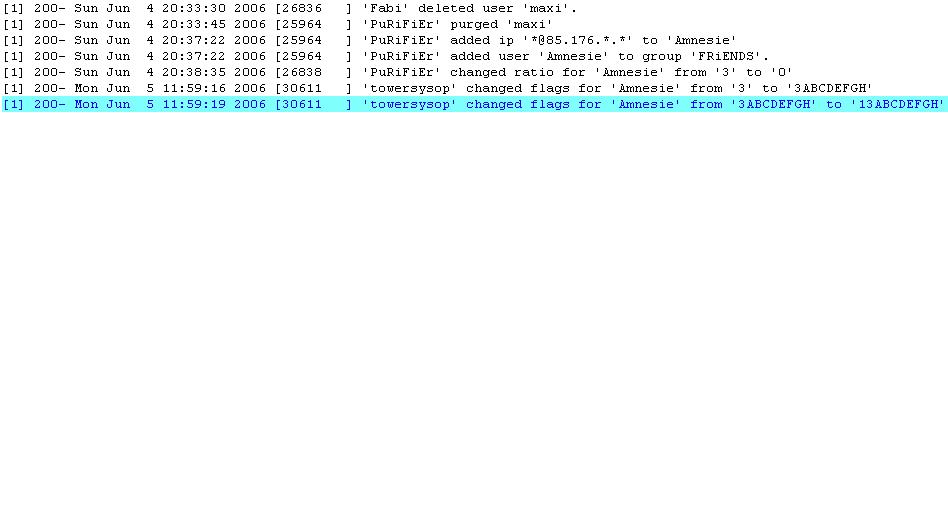 [1] 200- Sun Jun  4 20:33:30 2006 [26836   ] 'Fabi' deleted user 'maxi'.
[1] 200- Sun Jun  4 20:33:45 2006 [25964   ] 'PuRiFiEr' purged 'maxi'
[1] 200- Sun Jun  4 20:37:22 2006 [25964   ] 'PuRiFiEr' added ip '*@85.176.*.*' to 'Amnesie'
[1] 200- Sun Jun  4 20:37:22 2006 [25964   ] 'PuRiFiEr' added user 'Amnesie' to group 'FRiENDS'.
[1] 200- Sun Jun  4 20:38:35 2006 [26838   ] 'PuRiFiEr' changed ratio for 'Amnesie' from '3' to '0'
[1] 200- Mon Jun  5 11:59:16 2006 [30611   ] 'towersysop' changed flags for 'Amnesie' from '3' to '3ABCDEFGH'
[1] 200- Mon Jun  5 11:59:19 2006 [30611   ] 'towersysop' changed flags for 'Amnesie' from '3ABCDEFGH' to '13ABCDEFGH'